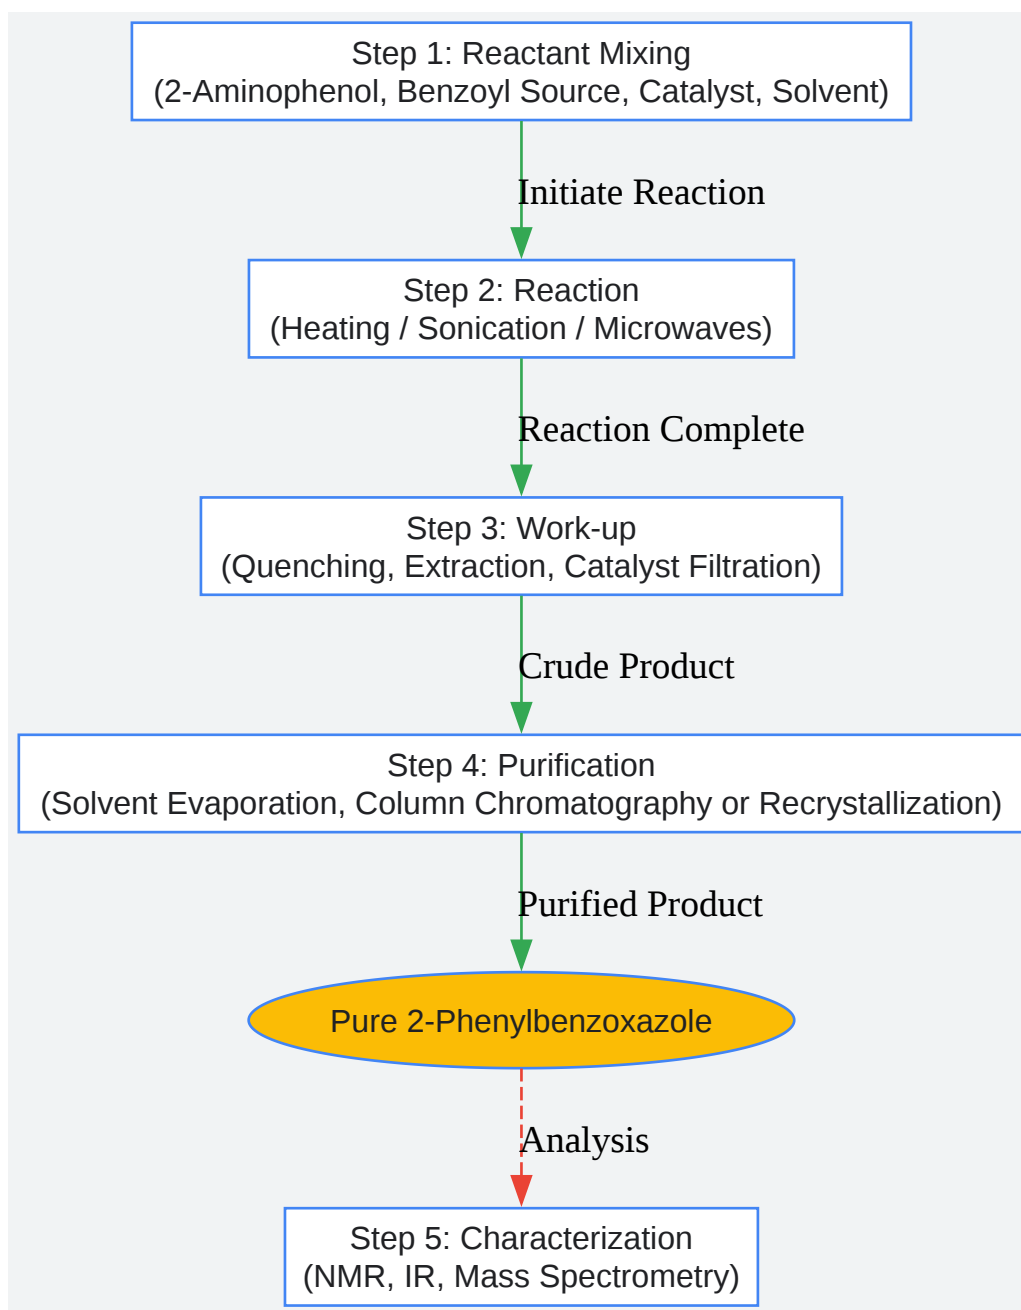 Step 1: Reactant Mixing
(2-Aminophenol, Benzoyl Source, Catalyst, Solvent)
Initiate Reaction
Step 2: Reaction
(Heating / Sonication / Microwaves)
Reaction Complete
Step 3: Work-up
(Quenching, Extraction, Catalyst Filtration)
Crude Product
Step 4: Purification
(Solvent Evaporation, Column Chromatography or Recrystallization)
Purified Product
Pure 2-Phenylbenzoxazole
Analysis
Step 5: Characterization
(NMR, IR, Mass Spectrometry)